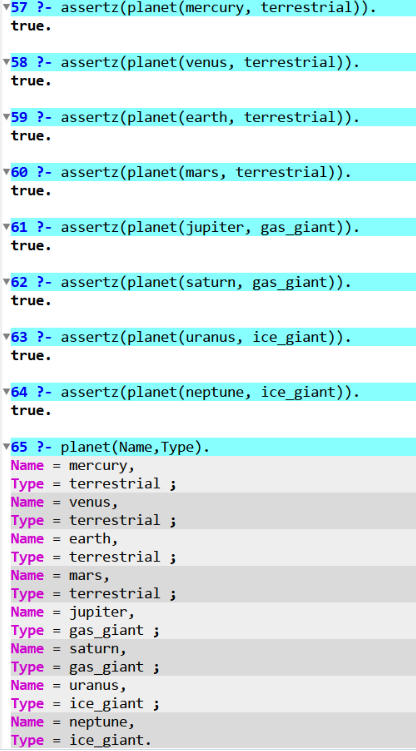 57 ?- assertz(planet(mercury, terrestrial)).
true.
58 ?- assertz(planet(venus, terrestrial)).
true.
59 ?- assertz(planet(earth, terrestrial)).
true.
60 ?- assertz(planet(mars, terrestrial)).
true.
61 ?- assertz(planet(jupiter, gas_giant)).
true.
62 ?- assertz(planet(saturn, gas_giant)).
true.
63 ?- assertz(planet(uranus, ice_giant)).
true.
64 ?- assertz(planet(neptune, ice_giant)).
true.
65 ?- planet(Name,Type).
Name = mercury,
Type = terrestrial ;
Name = venus,
Type = terrestrial ;
Name = earth,
Type = terrestrial ;
Name = mars,
Type = terrestrial ;
Name = jupiter,
Type = gas_giant ;
Name = saturn,
Type = gas_giant ;
Name = uranus,
Type = ice_giant ;
Name = neptune,
Type = ice_giant.